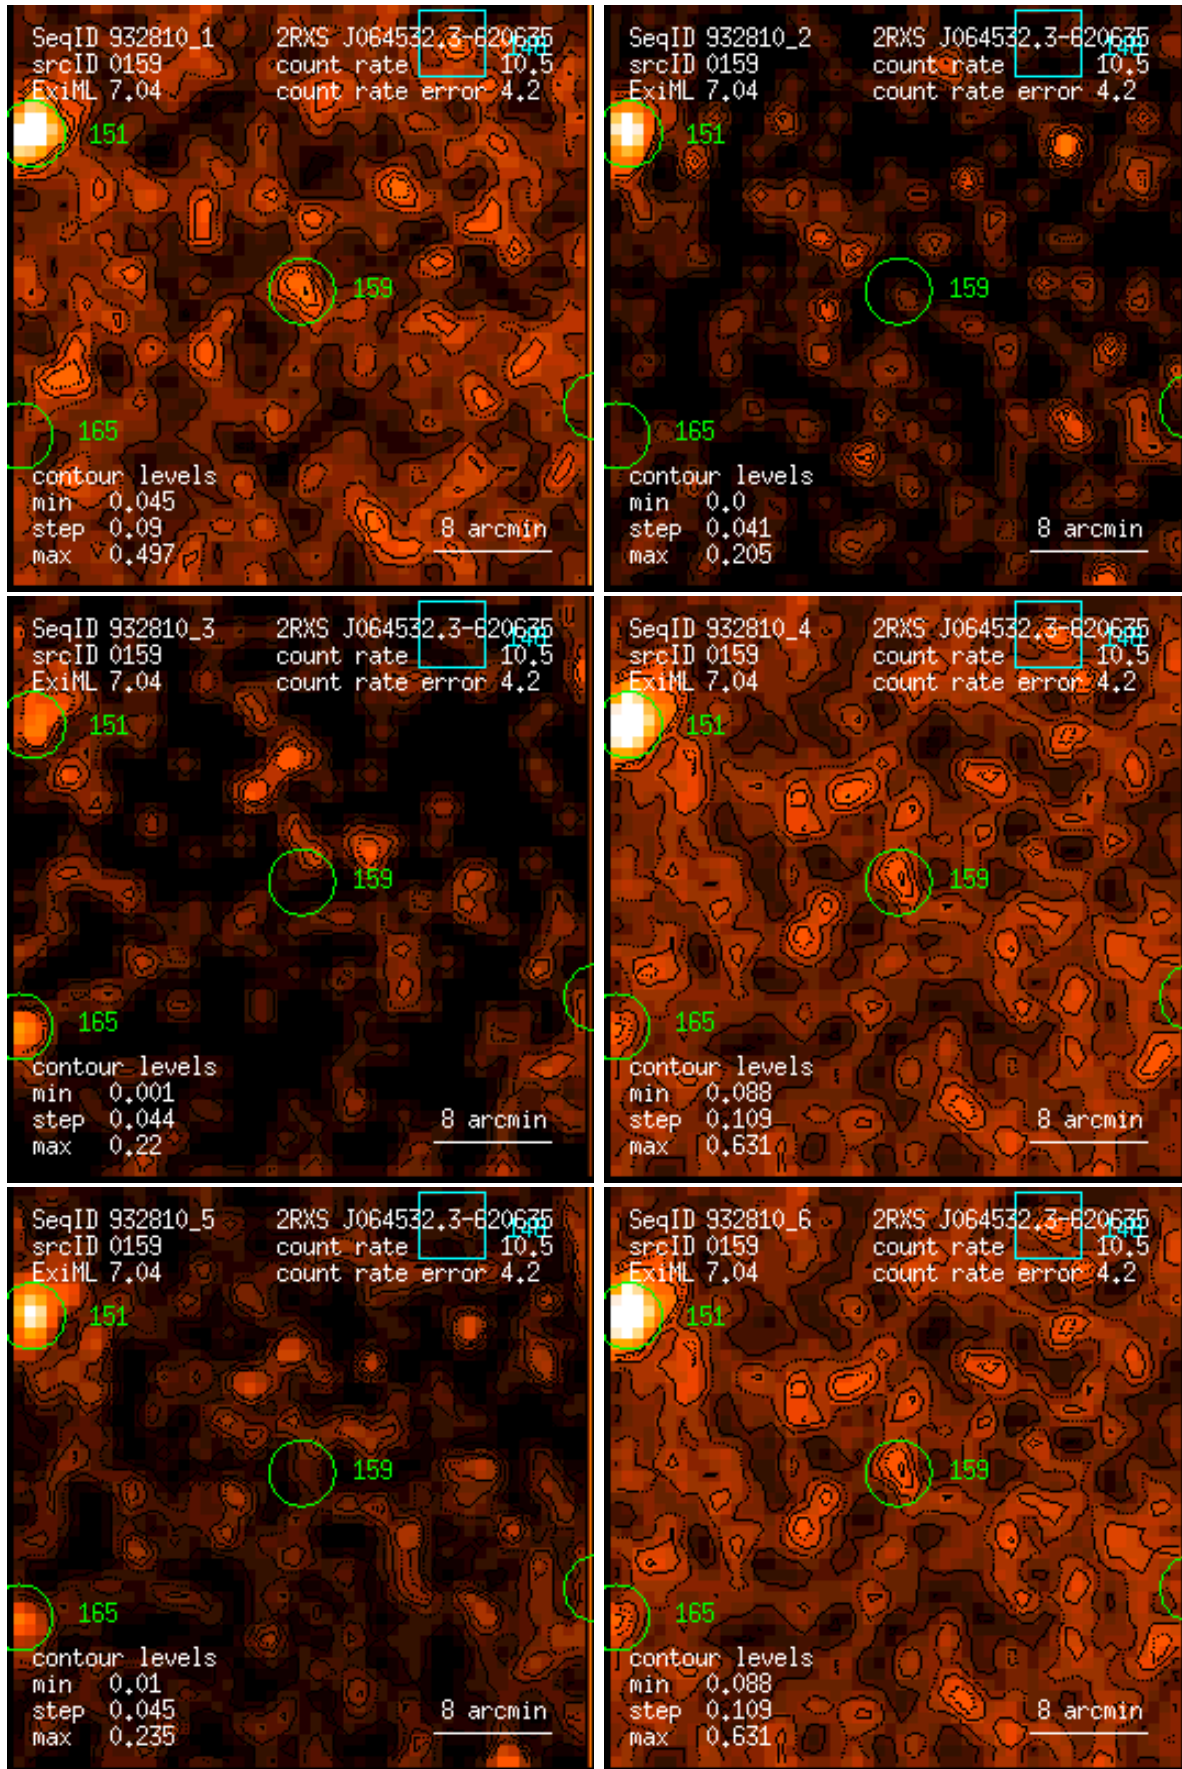 SeqID 932810_1 2RXS J064532.3-620635
srcID 0159 count rate 10.5
ExiML 7.04 count rate error 4.2
151
159
165
contour levels
min 0.045
step 0.09 8 arcmin
max 0.497
SeqID 932810_2 2RXS J064532.3-620635
srcID 0159 count rate 10.5
ExiML 7.04 count rate error 4.2
151
159
165
contour levels
min 0.0
step 0.041 8 arcmin
max 0.205
SeqID 932810_3 2RXS J064532.3-620635
srcID 0159 count rate 10.5
ExiML 7.04 count rate error 4.2
151
159
165
contour levels
min 0.001
step 0.044 8 arcmin
max 0.22
SeqID 932810_4 2RXS J064532.3-620635
srcID 0159 count rate 10.5
ExiML 7.04 count rate error 4.2
151
159
165
contour levels
min 0.088
step 0.109 8 arcmin
max 0.631
SeqID 932810_5 2RXS J064532.3-620635
srcID 0159 count rate 10.5
ExiML 7.04 count rate error 4.2
151
159
165
contour levels
min 0.01
step 0.045 8 arcmin
max 0.235
SeqID 932810_6 2RXS J064532.3-620635
srcID 0159 count rate 10.5
ExiML 7.04 count rate error 4.2
151
159
165
contour levels
min 0.088
step 0.109 8 arcmin
max 0.631